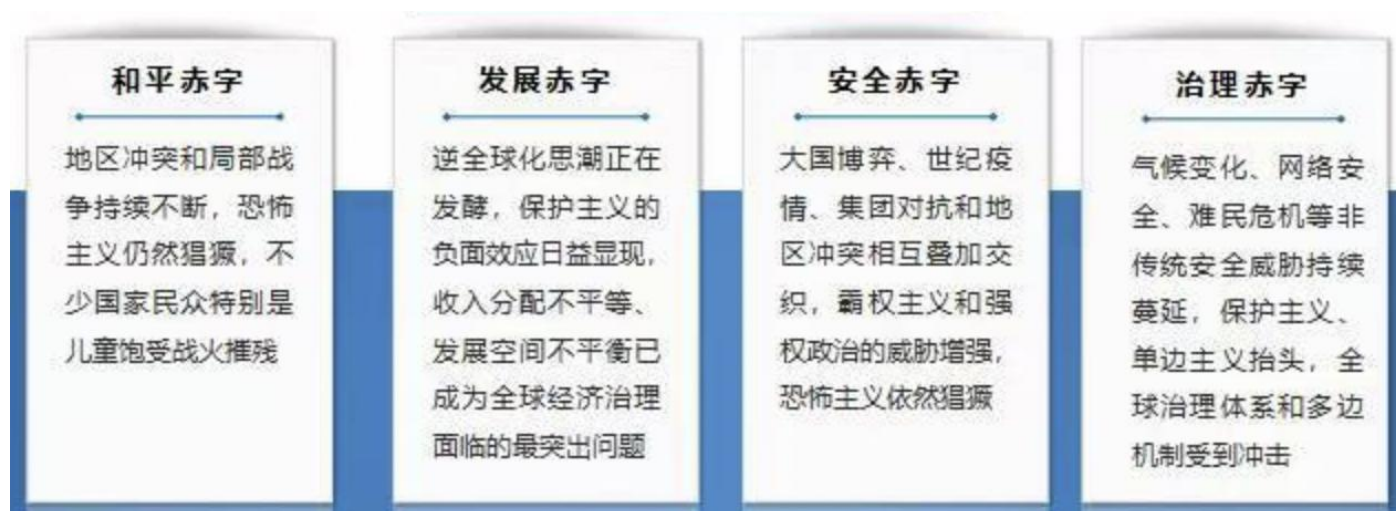 和平赤字
地区冲突和局部战
争持续不断，恐怖
主义仍然猖獗，不
少国家民众特别是
儿童饱受战火摧残
发展赤字
逆全球化思潮正在
发酵，保护主义的
负面效应日益显现，
收入分配不平等、
发展空间不平衡已
成为全球经济治理
面临的最突出问题
安全赤字
大国博弈、世纪疫
情、集团对抗和地
区冲突相互叠加交
织，霸权主义和强
权政治的威胁增强，
恐怖主义依然猖獗
治理赤字
气候变化、网络安
全、难民危机等非
传统安全威胁持续
蔓延，保护主义、
单边主义抬头，全
球治理体系和多边
机制受到冲击